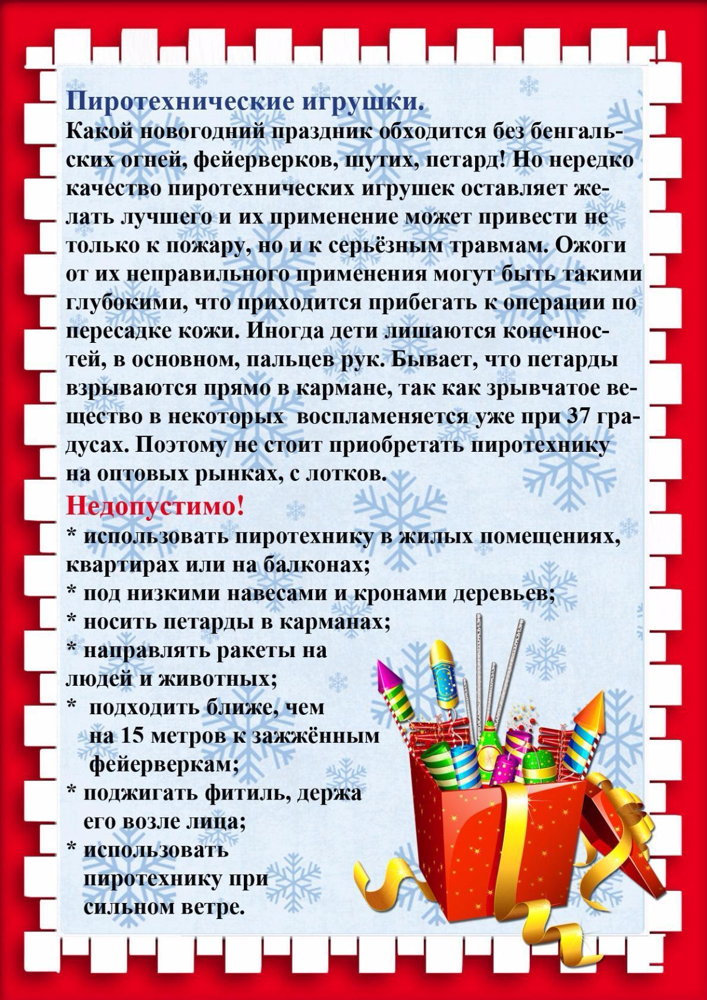 Пиротехнические игрушки.
Какой новогодний праздник обходится без бенгаль-
ских огней, фейерверков, шутих, петард! Но нередко
качество пиротехнических игрушек оставляет же-
лать лучшего и их применение может привести не
только к пожару, но и к серьёзным травмам. Ожоги
от их неправильного применения могут быть такими
глубокими, что приходится прибегать к операции по
пересадке кожи. Иногда дети лишаются конечнос-
тей, в основном, пальцев рук. Бывает, что петарды
взрываются прямо в кармане, так как зрывчатое ве-
щество в некоторых  воспламеняется уже при 37 гра-
дусах. Поэтому не стоит приобретать пиротехнику
на оптовых рынках, с лотков.
Недопустимо!
* использовать пиротехнику в жилых помещениях,
квартирах или на балконах;
* под низкими навесами и кронами деревьев;
* носить петарды в карманах;
* направлять ракеты на
людей и животных;
*  подходить ближе, чем
на 15 метров к зажжённым
фейерверкам;
* поджигать фитиль, держа
его возле лица;
* использовать
пиротехнику при
сильном ветре.